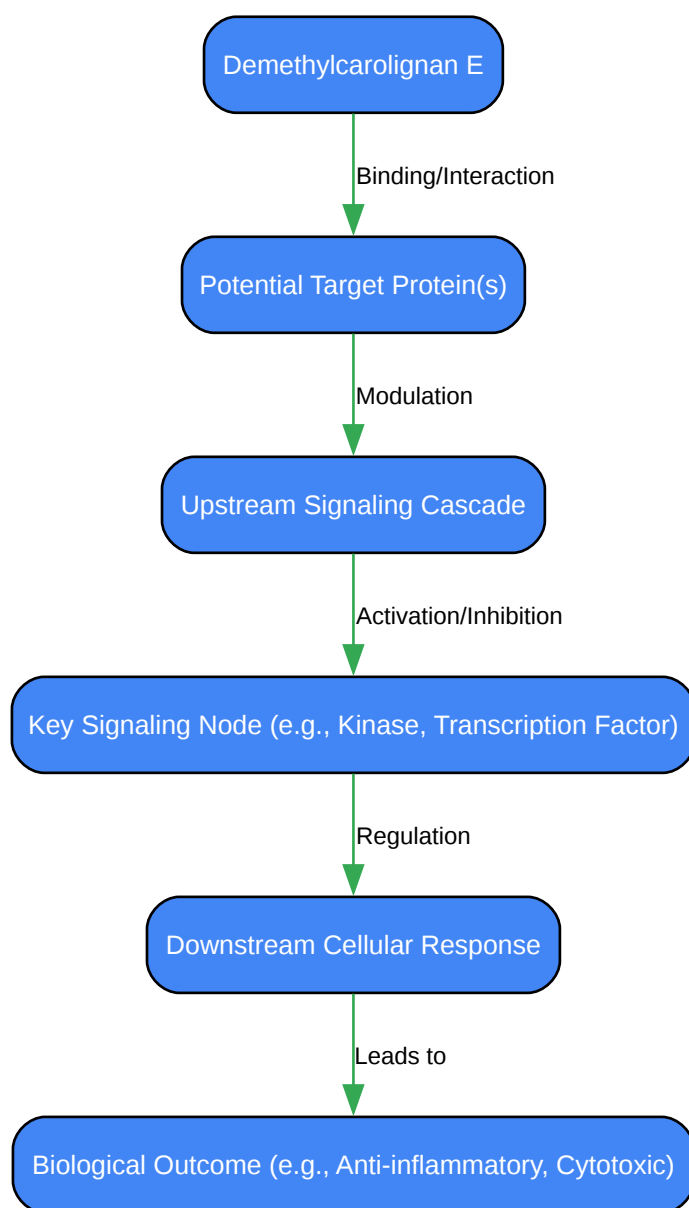 Demethylcarolignan E
Binding/Interaction
Potential Target Protein(s)
Modulation
Upstream Signaling Cascade
Activation/Inhibition
Key Signaling Node (e.g., Kinase, Transcription Factor)
Regulation
Downstream Cellular Response
Leads to
Biological Outcome (e.g., Anti-inflammatory, Cytotoxic)